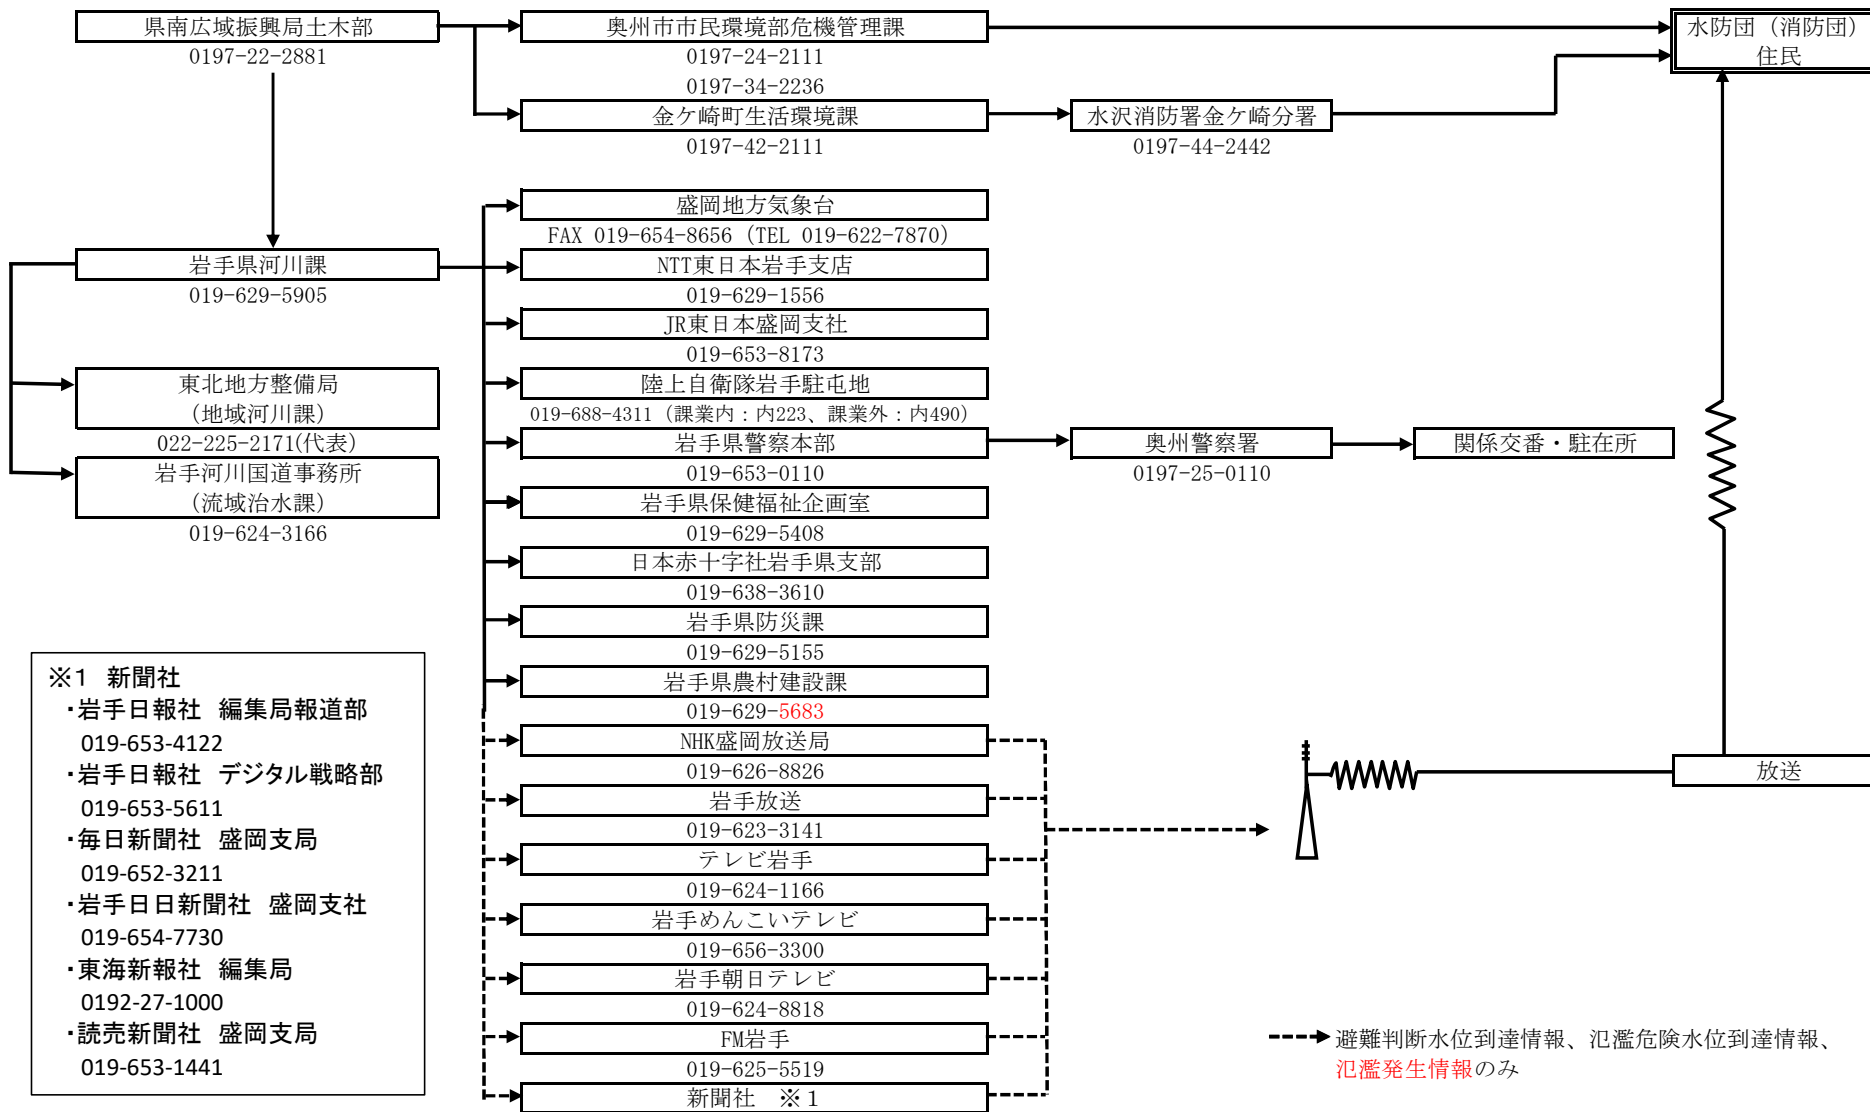 県南広域振興局土木部
0197-22-2881
奥州市市民環境部危機管理課
0197-24-2111
0197-34-2236
金ケ崎町生活環境課
0197-42-2111
水沢消防署金ケ崎分署
0197-44-2442
水防団（消防団）
住民
岩手県河川課
019-629-5905
東北地方整備局
（地域河川課）
022-225-2171(代表)
岩手河川国道事務所
（流域治水課）
019-624-3166
盛岡地方気象台
FAX 019-654-8656（TEL 019-622-7870）
NTT東日本岩手支店
019-629-1556
JR東日本盛岡支社
019-653-8173
陸上自衛隊岩手駐屯地
019-688-4311（課業内：内223、課業外：内490）
岩手県警察本部
019-653-0110
奥州警察署
0197-25-0110
関係交番・駐在所
岩手県保健福祉企画室
019-629-5408
日本赤十字社岩手県支部
019-638-3610
岩手県防災課
019-629-5155
岩手県農村建設課
019-629-5683
NHK盛岡放送局
019-626-8826
岩手放送
019-623-3141
テレビ岩手
019-624-1166
岩手めんこいテレビ
019-656-3300
岩手朝日テレビ
019-624-8818
FM岩手
019-625-5519
新聞社　※１
放送
※1　新聞社
・岩手日報社　編集局報道部
019-653-4122
・岩手日報社　デジタル戦略部
019-653-5611
・毎日新聞社　盛岡支局
019-652-3211
・岩手日日新聞社　盛岡支社
019-654-7730
・東海新報社　編集局
0192-27-1000
・読売新聞社　盛岡支局
019-653-1441
避難判断水位到達情報、氾濫危険水位到達情報、
氾濫発生情報のみ